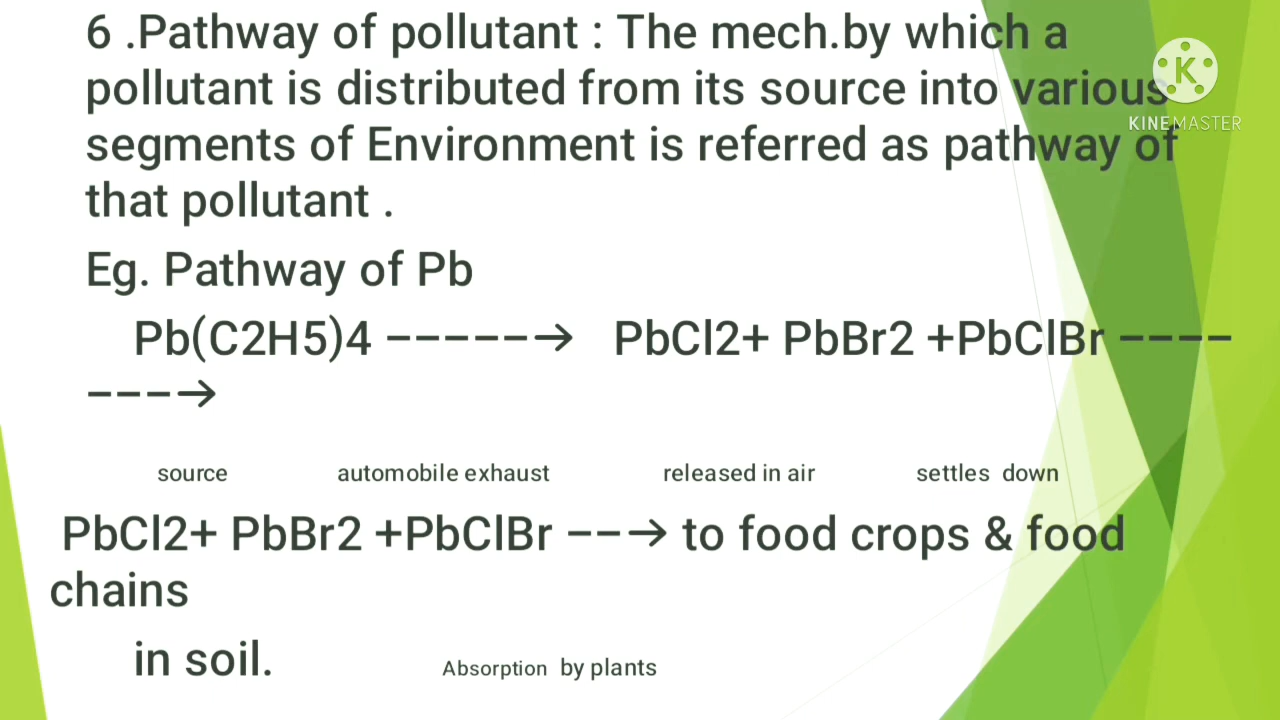 6 .Pathway of pollutant : The mech.by which a
pollutant is distributed from its source into various
segments of Environment is referred as pathway of
that pollutant .
K
KINEMASTER
Eg. Pathway of Pb
Pb(C2H5)4 ------→ PbCl2+ PbBr2 +PbClBr ----
---→
source automobile exhaust released in air settles down
PbCl2+ PbBr2 +PbClBr --→ to food crops & food
chains
in soil. Absorption by plants